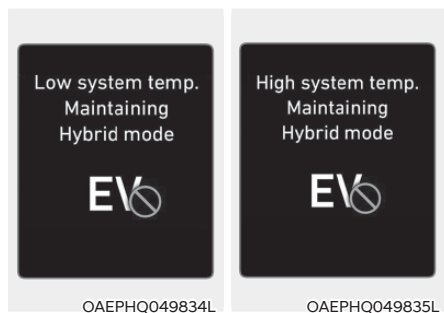 Low system temp.
Maintaining
Hybrid mode
EV
OAEPHQ049834L
High system temp.
Maintaining
Hybrid mode
EV
OAEPHQ049835L